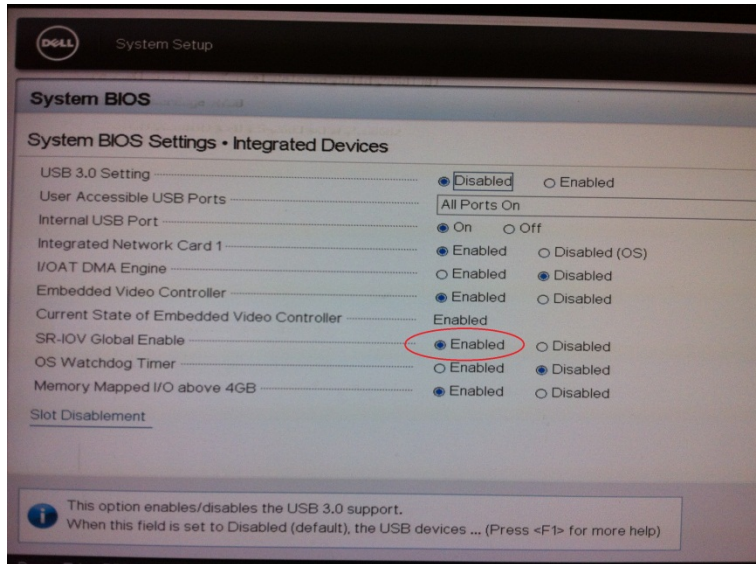 DELL System Setup
System BIOS
System BIOS Settings • Integrated Devices
USB 3.0 Setting Disabled Enabled
User Accessible USB Ports All Ports On
Internal USB Port On Off
Integrated Network Card 1 Enabled Disabled (OS)
I/OAT DMA Engine Enabled Disabled
Embedded Video Controller Enabled Disabled
Current State of Embedded Video Controller Enabled
SR-IOV Global Enable Enabled Disabled
OS Watchdog Timer Enabled Disabled
Memory Mapped I/O above 4GB Enabled Disabled
Slot Disablement
This option enables/disables the USB 3.0 support.
When this field is set to Disabled (default), the USB devices ... (Press <F1> for more help)